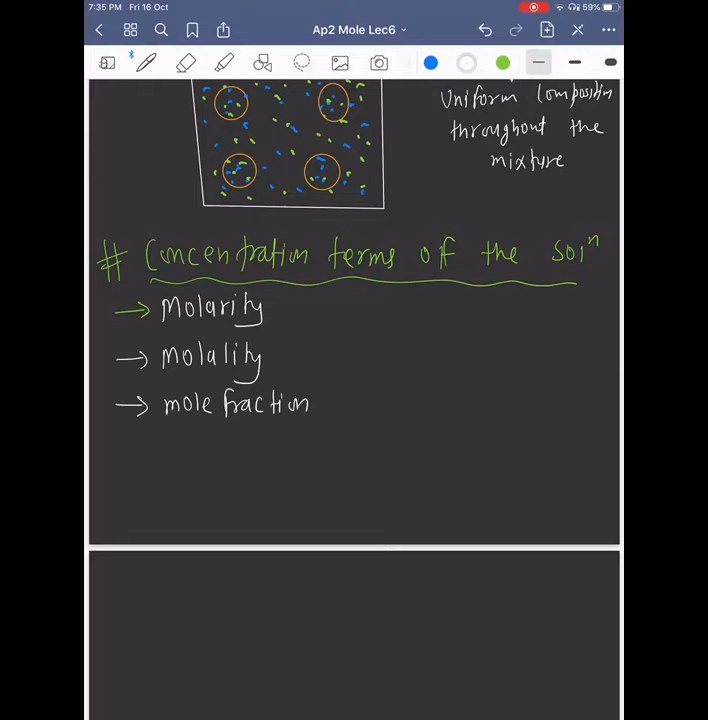 7:35 PM Fri 16 Oct
59%
Ap2 Mole Lec6
Uniform Composition
throughout the
mixture
# Concentration terms of the Solⁿ
→ Molarity
→ Molality
→ mole fraction